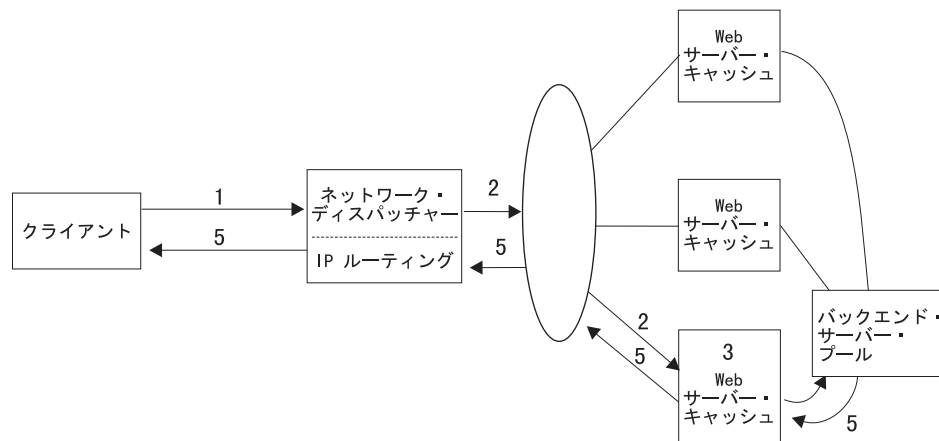 Web
サーバー・
キャッシュ
1
ネットワーク・
ディスパッチャー
2
Web
サーバー・
キャッシュ
クライアント
5
IP ルーティング
5
バックエンド・
サーバー・
プール
2
5
3
Web
サーバー・
キャッシュ
5